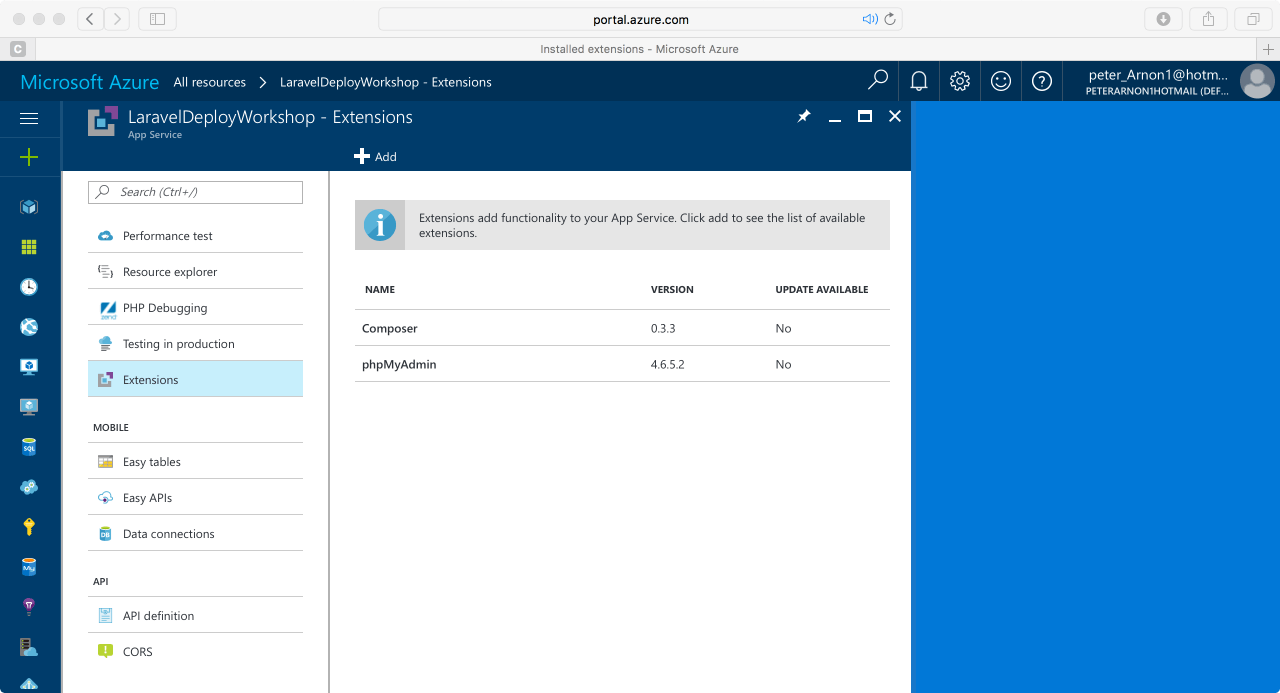 portal.azure.com
C
Installed extensions - Microsoft Azure
Microsoft Azure
All resources
LaravelDeployWorkshop - Extensions
peter_Arnon1@hotm...
PETERARNON1HOTMAIL (DEF...
LaravelDeployWorkshop - Extensions
App Service
Add
Search (Ctrl+/)
Performance test
Resource explorer
zend
PHP Debugging
Testing in production
Extensions
MOBILE
Easy tables
Easy APIs
DB
Data connections
API
API definition
CORS
SQL
My
Extensions add functionality to your App Service. Click add to see the list of available
extensions.
NAME VERSION UPDATE AVAILABLE
Composer 0.3.3 No
phpMyAdmin 4.6.5.2 No